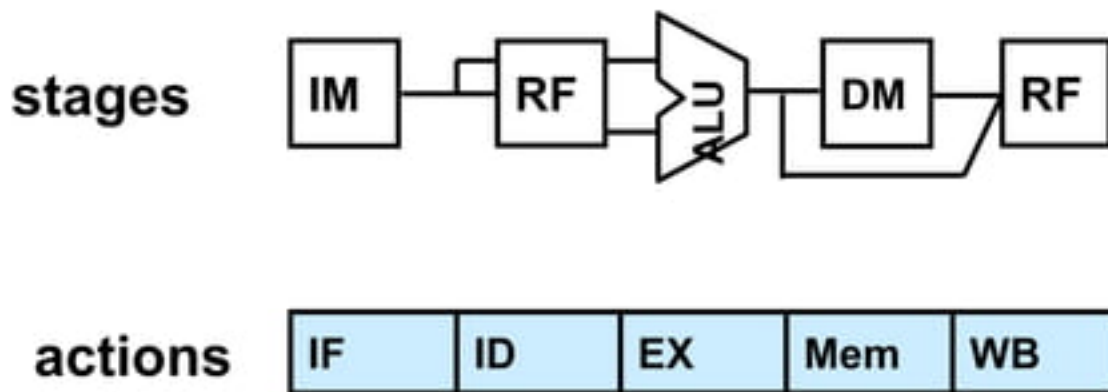 stages IM RF ALU DM RF
actions IF ID EX Mem WB